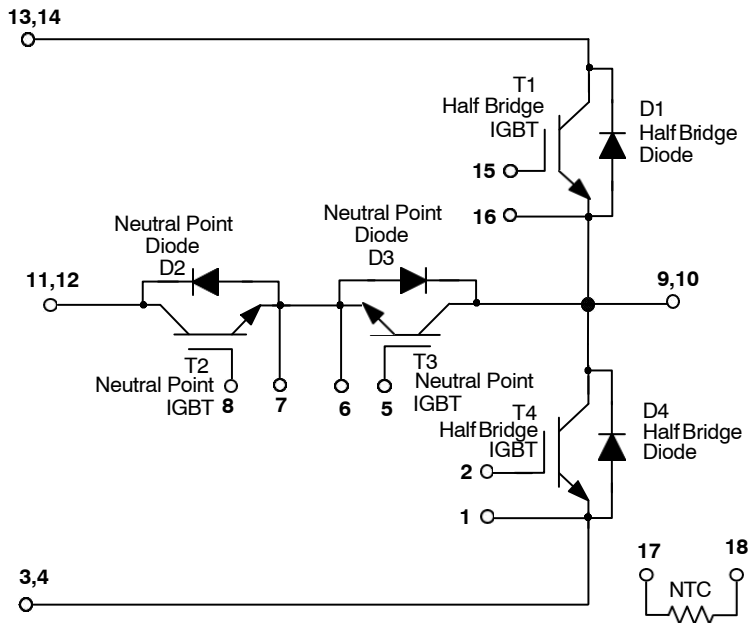 13,14
T1
Half Bridge
IGBT
D1
Half Bridge
Diode
15
16
Neutral Point
Diode
D2
Neutral Point
Diode
D3
11,12
9,10
T2
Neutral Point
IGBT
8
7
6
5
T3
Neutral Point
IGBT
T4
Half Bridge
IGBT
D4
Half Bridge
Diode
2
1
3,4
17
18
NTC